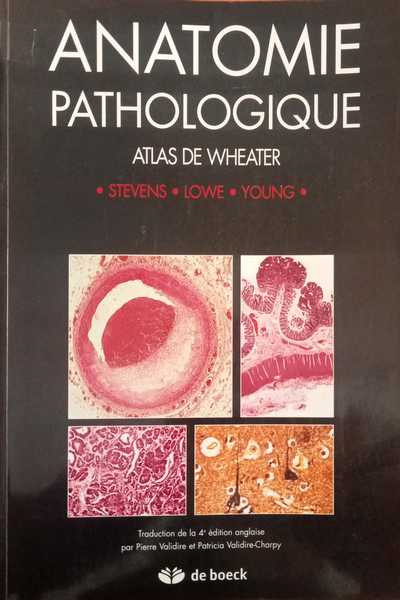 ANATOMIE
PATHOLOGIQUE
ATLAS DE WHEATER
• STEVENS • LOWE • YOUNG •
Traduction de la 4e édition anglaise
par Pierre Validire et Patricia Validire-Charpy
de boeck